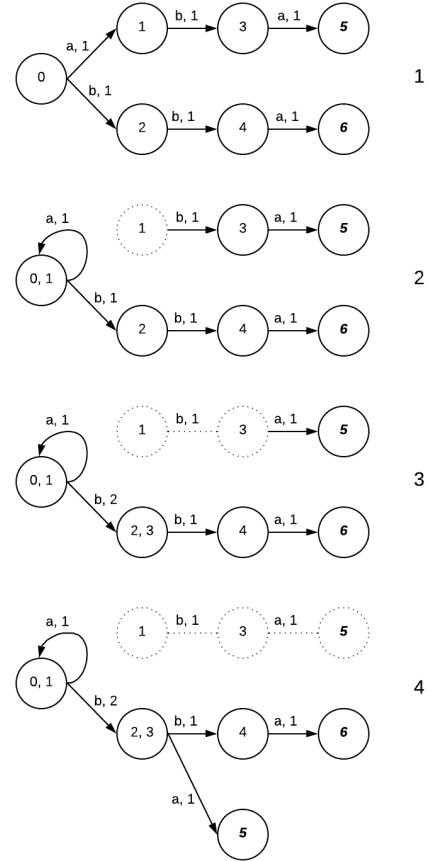 1 b, 1 3 a, 1 5
a, 1
0 1
b, 1
2 b, 1 4 a, 1 6
a, 1 1 b, 1 3 a, 1 5
0, 1 2
b, 1
2 b, 1 4 a, 1 6
a, 1 1 b, 1 3 a, 1 5
0, 1 3
b, 2
2, 3 b, 1 4 a, 1 6
a, 1 1 b, 1 3 a, 1 5
0, 1 4
b, 2
2, 3 b, 1 4 a, 1 6
a, 1
5